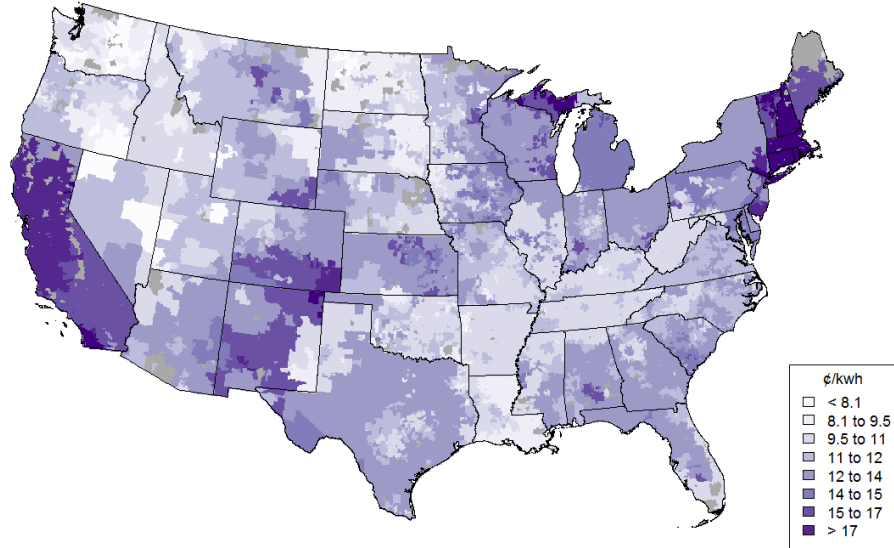 ¢/kwh
< 8.1
8.1 to 9.5
9.5 to 11
11 to 12
12 to 14
14 to 15
15 to 17
> 17